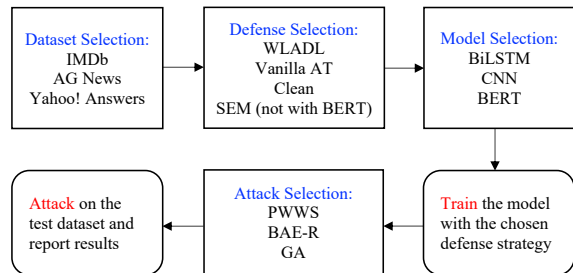 Dataset Selection:
IMDb
AG News
Yahoo! Answers
Defense Selection:
WLADL
Vanilla AT
Clean
SEM (not with BERT)
Model Selection:
BiLSTM
CNN
BERT
Train the model
with the chosen
defense strategy
Attack Selection:
PWWS
BAE-R
GA
Attack on the
test dataset and
report results